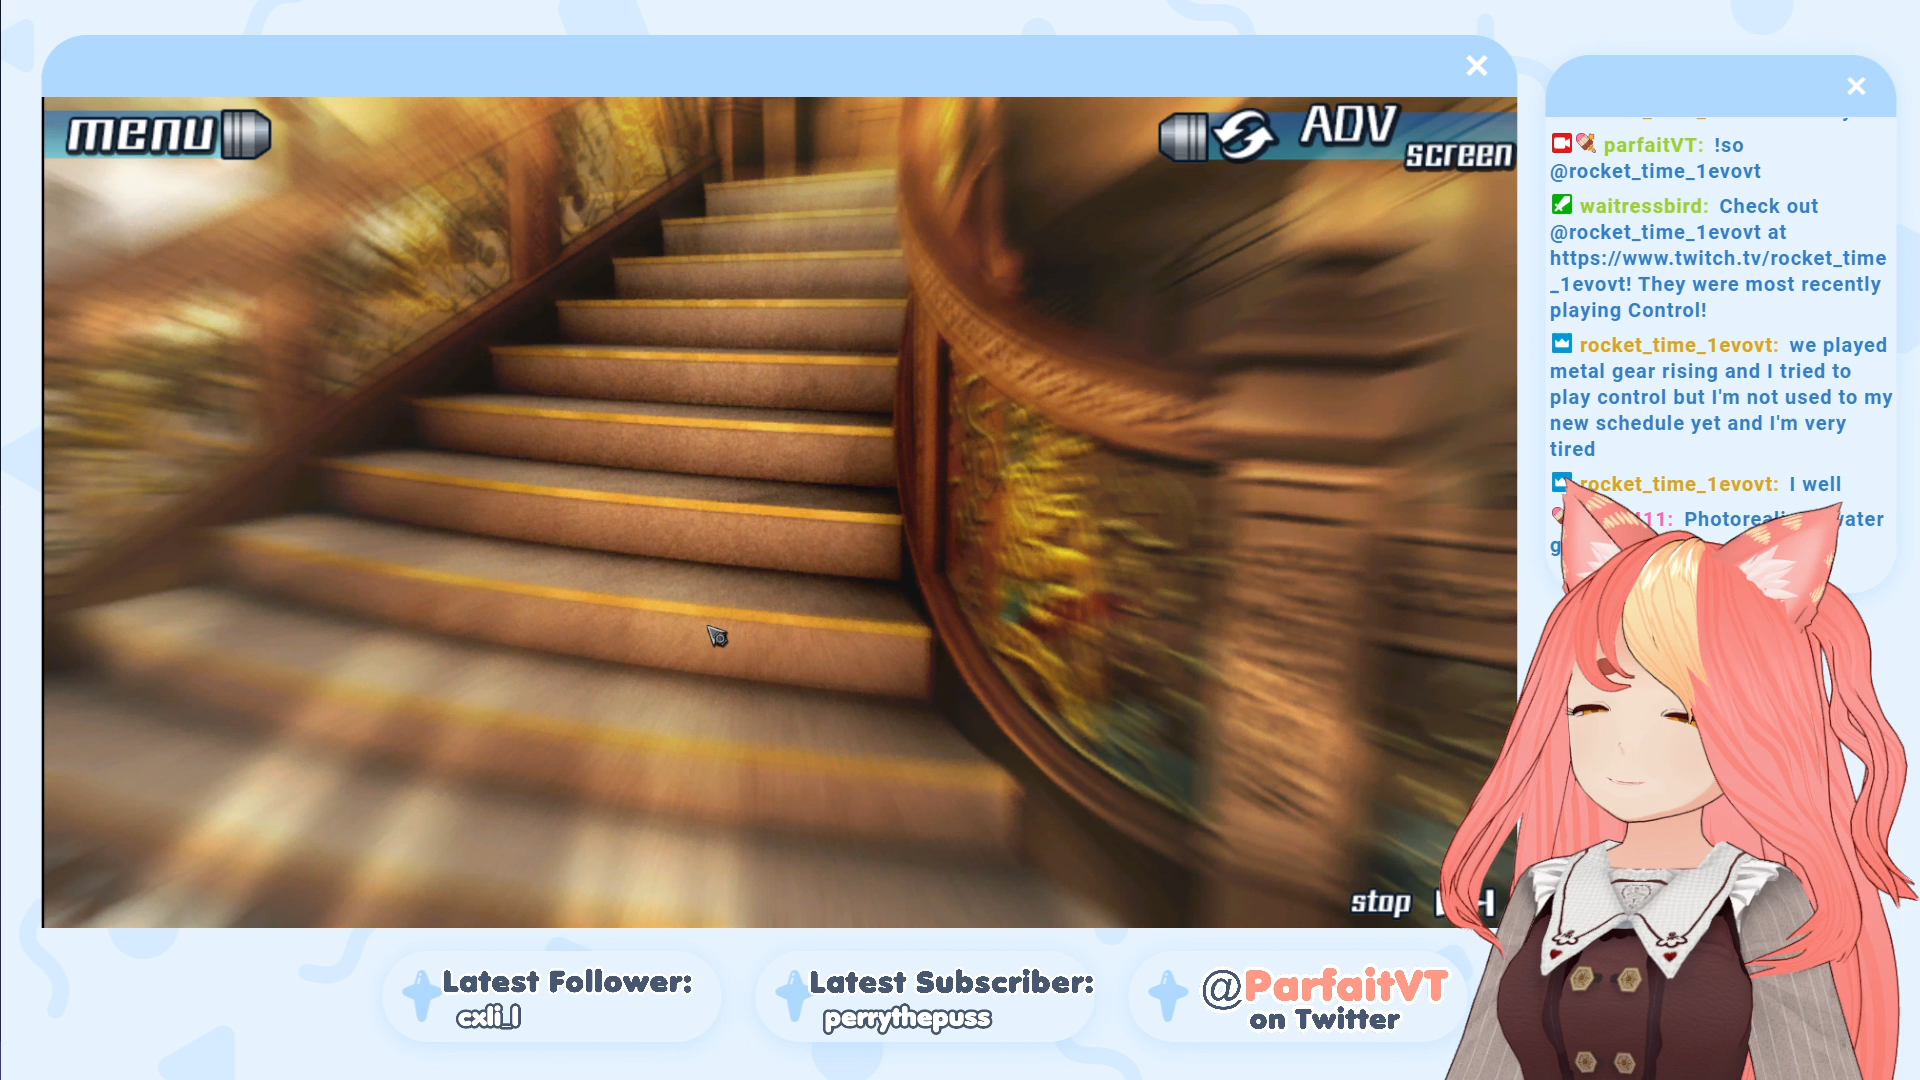 menu
ADV
screen
parfaitVT: !so
@rocket_time_1evovt
waitressbird: Check out
@rocket_time_1evovt at
https://www.twitch.tv/rocket_time
_1evovt! They were most recently
playing Control!
rocket_time_1evovt: we played
metal gear rising and I tried to
play control but I'm not used to my
new schedule yet and I'm very
tired
rocket_time_1evovt: I well
stop
Latest Follower:
cxli_l
Latest Subscriber:
perrythepuss
@ParfaitVT
on Twitter